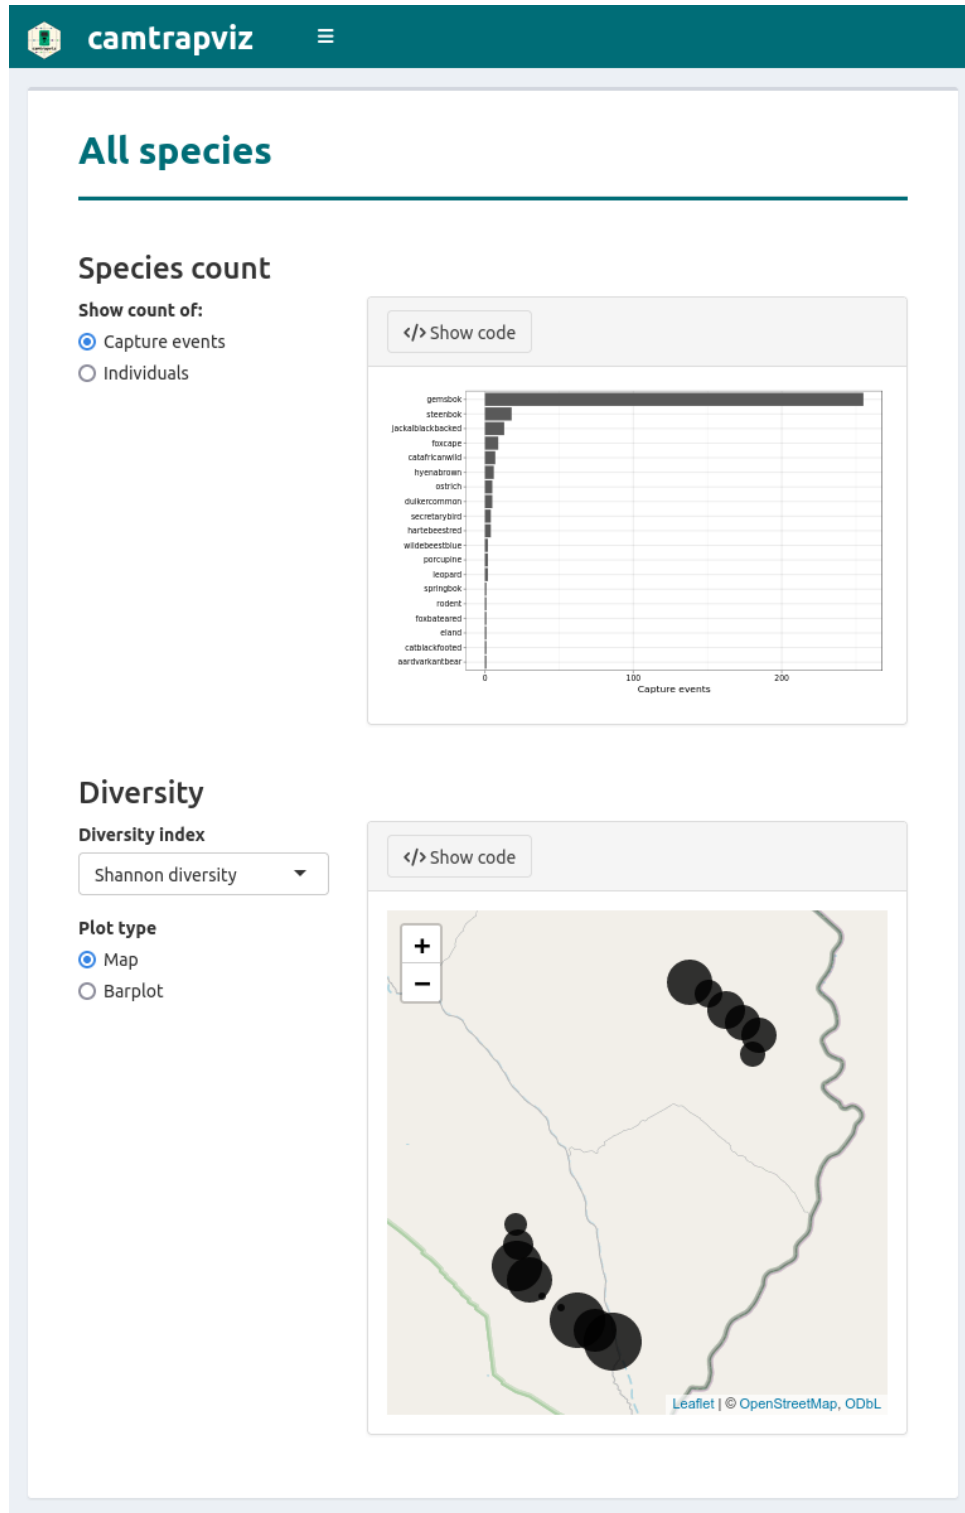 camtrapviz
All species
Species count
Show count of:
Capture events
Individuals
</> Show code
gemsbok
steenbok
jackalblackbacked
foxcape
catafricanwild
hyenabrown
ostrich
duikercommon
secretarybird
hartebeestred
wildebeestblue
porcupine
leopard
springbok
rodent
foxbateared
eland
catblackfooted
aardvarkantbear
0 100 200
Capture events
Diversity
Diversity index
Shannon diversity
Plot type
Map
Barplot
</> Show code
+
−
Leaflet | © OpenStreetMap, ODbL